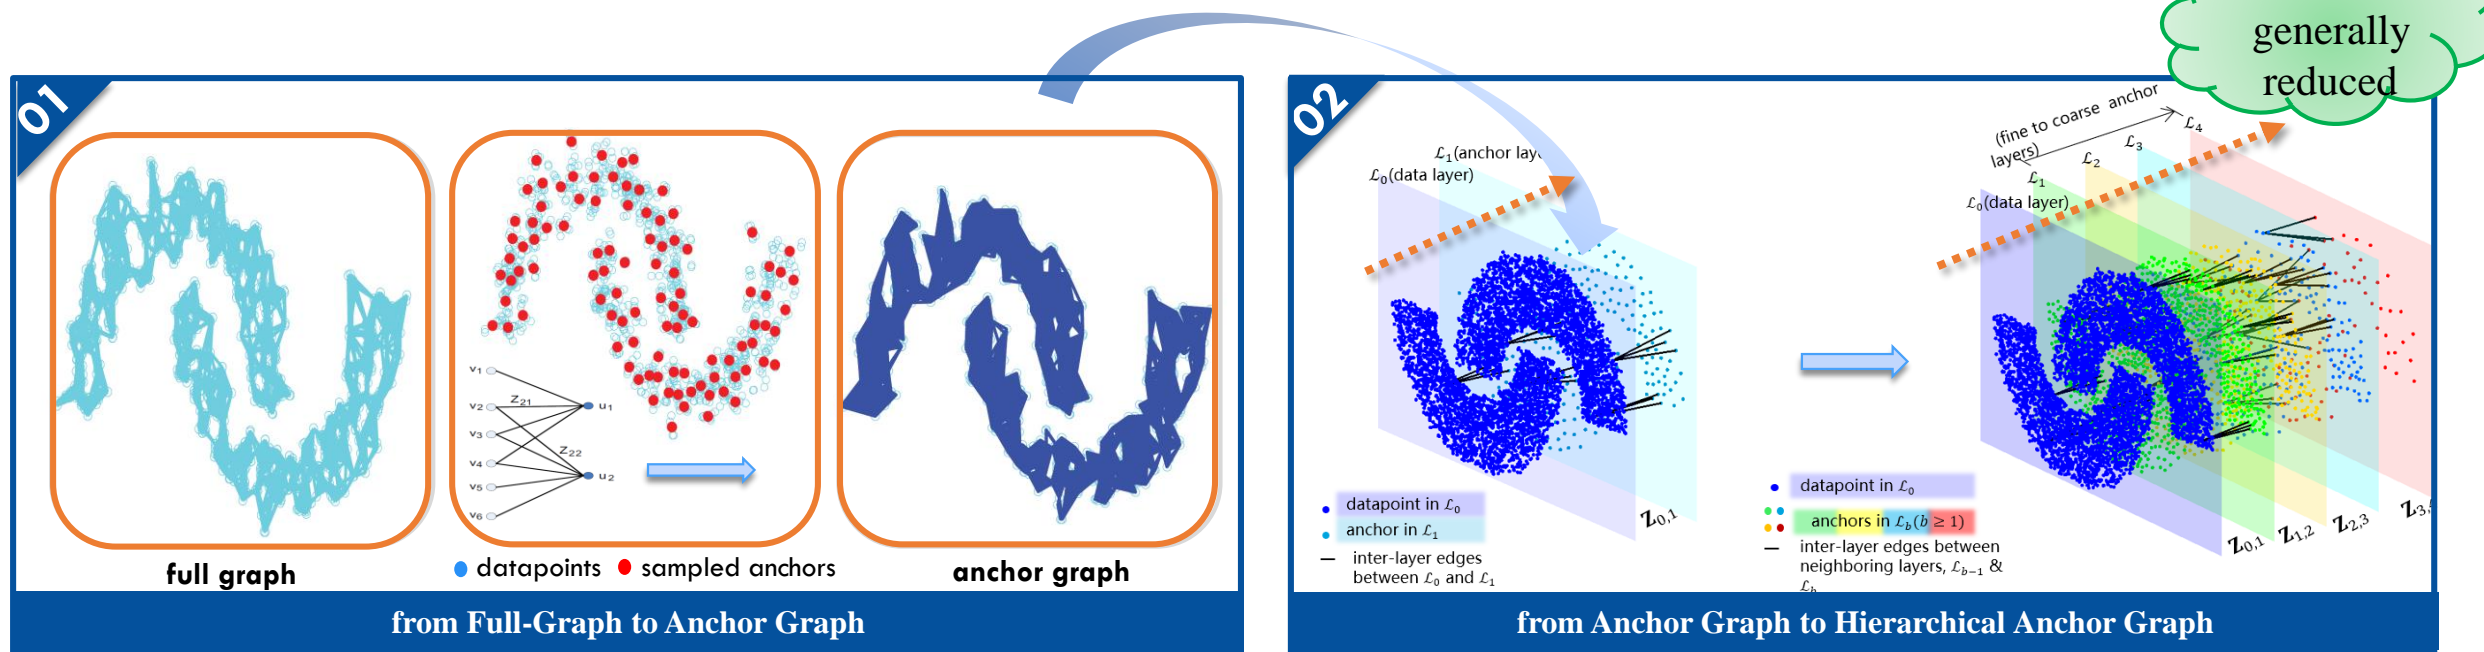 generally
reduced
01
v₁
v₂
v₃
v₄
v₅
v₆
Z₂₁
Z₂₂
u₁
u₂
full graph
datapoints
sampled anchors
anchor graph
from Full-Graph to Anchor Graph
02
ℒ₁(anchor
ℒ₀(data layer)
Z₀,₁
datapoint in ℒ₀
anchor in ℒ₁
inter-layer edges
between ℒ₀ and ℒ₁
(fine to coarse anchor
layers)
ℒ₄
ℒ₃
ℒ₂
ℒ₁
ℒ₀(data layer)
Z₀,₁
Z₁,₂
Z₂,₃
datapoint in ℒ₀
anchors in ℒ_b(b ≥ 1)
inter-layer edges between
neighboring layers, ℒ_b−1 &
from Anchor Graph to Hierarchical Anchor Graph